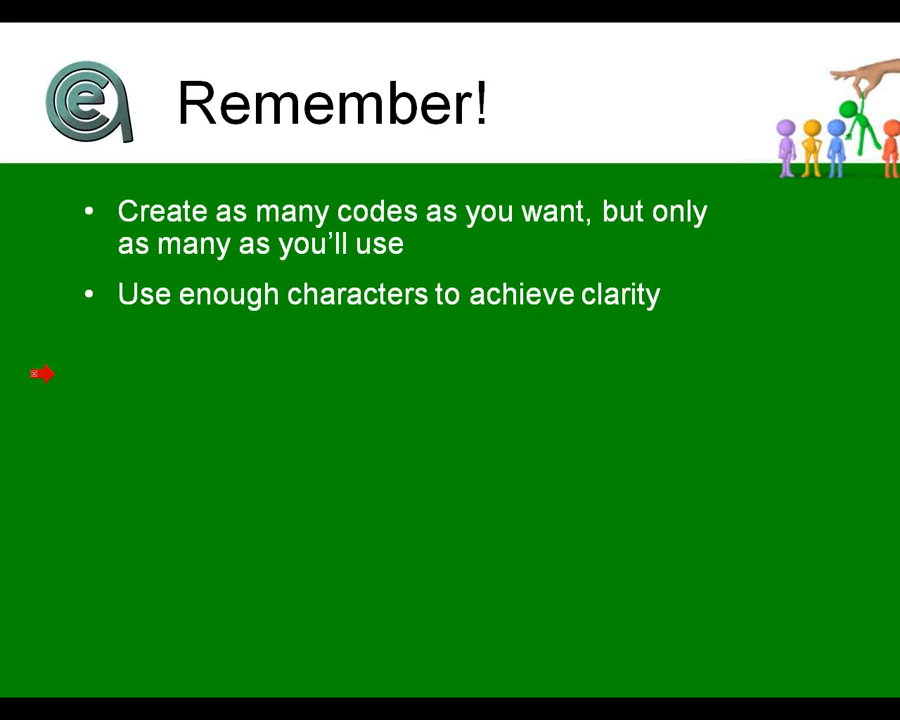 Remember!
• Create as many codes as you want, but only
as many as you’ll use
• Use enough characters to achieve clarity